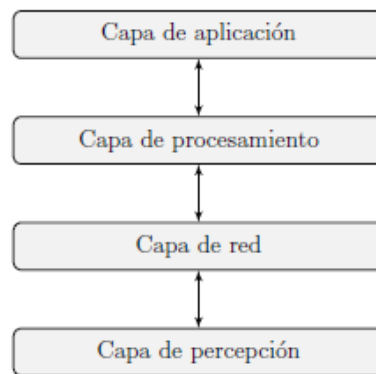 Capa de aplicación
Capa de procesamiento
Capa de red
Capa de percepción